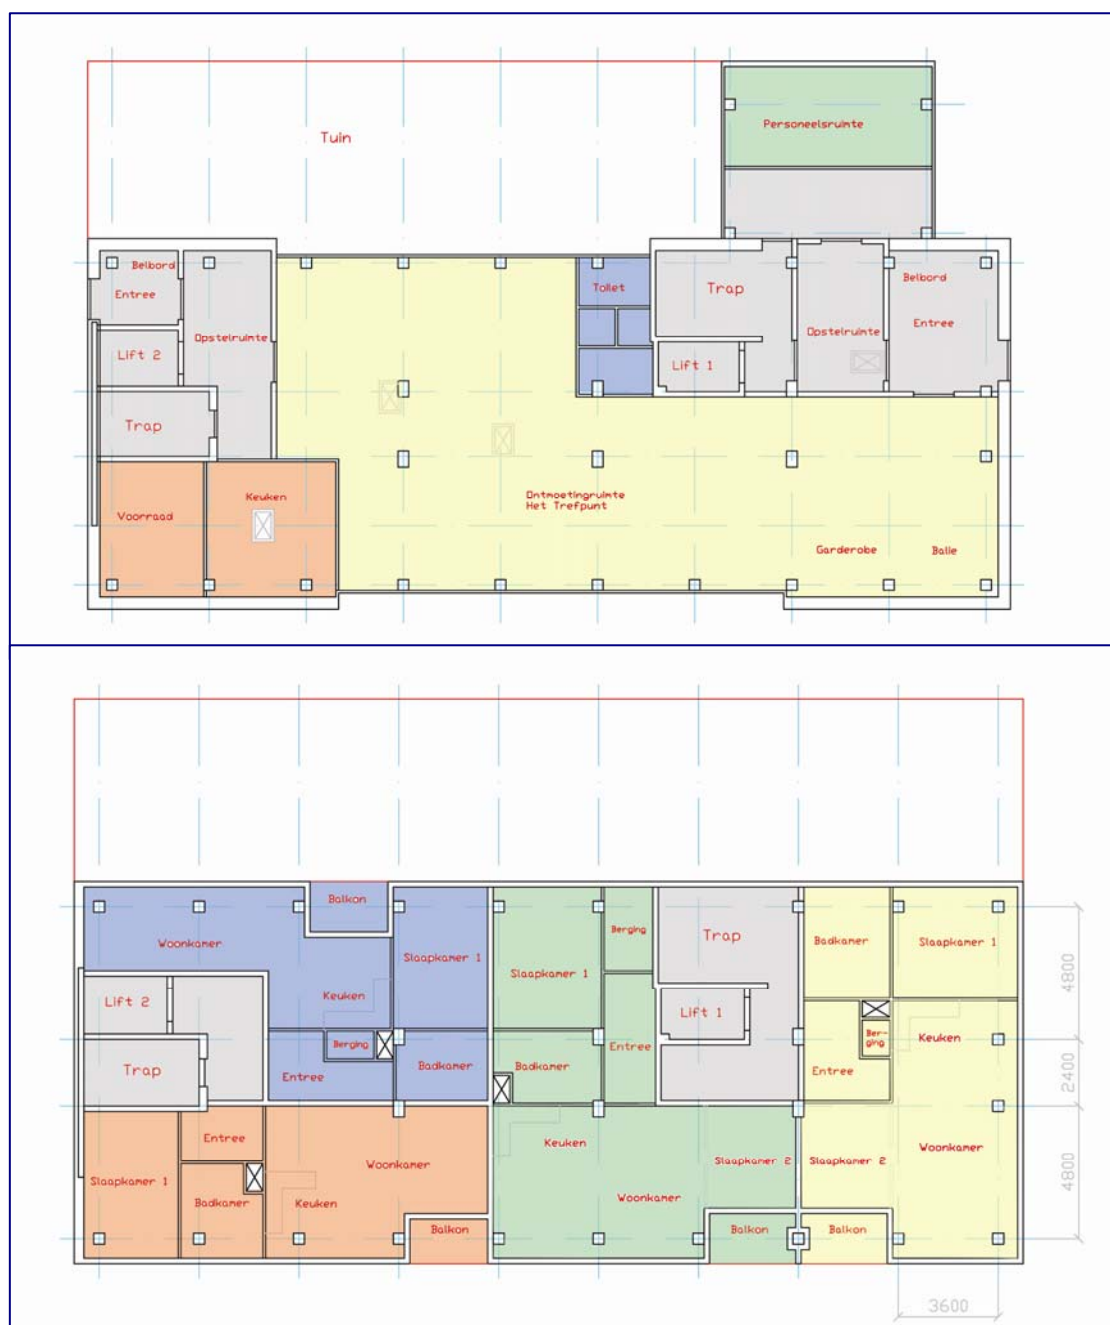 Personeelsruimte
Tuin
Belbord
Entree
Trap
Belbord
Toilet
Entree
Opstelruimte
Opstelruimte
Lift 2
Lift 1
Trap
Keuken
Voorraad
Ontmoetingruimte
Het Trefpunt
Garderobe
Balie
Balkon
Woonkamer
Slaapkamer 1
Berging
Trap
Badkamer
Slaapkamer 1
Slaapkamer 1
4800
Keuken
Lift 2
Lift 1
Berging
Entree
Ber-
ging
Keuken
Trap
Entree
Badkamer
Badkamer
Entree
2400
Entree
Keuken
Woonkamer
Slaapkamer 2
Slaapkamer 2
Woonkamer
4800
Slaapkamer 1
Badkamer
Keuken
Woonkamer
Balkon
Balkon
Balkon
3600